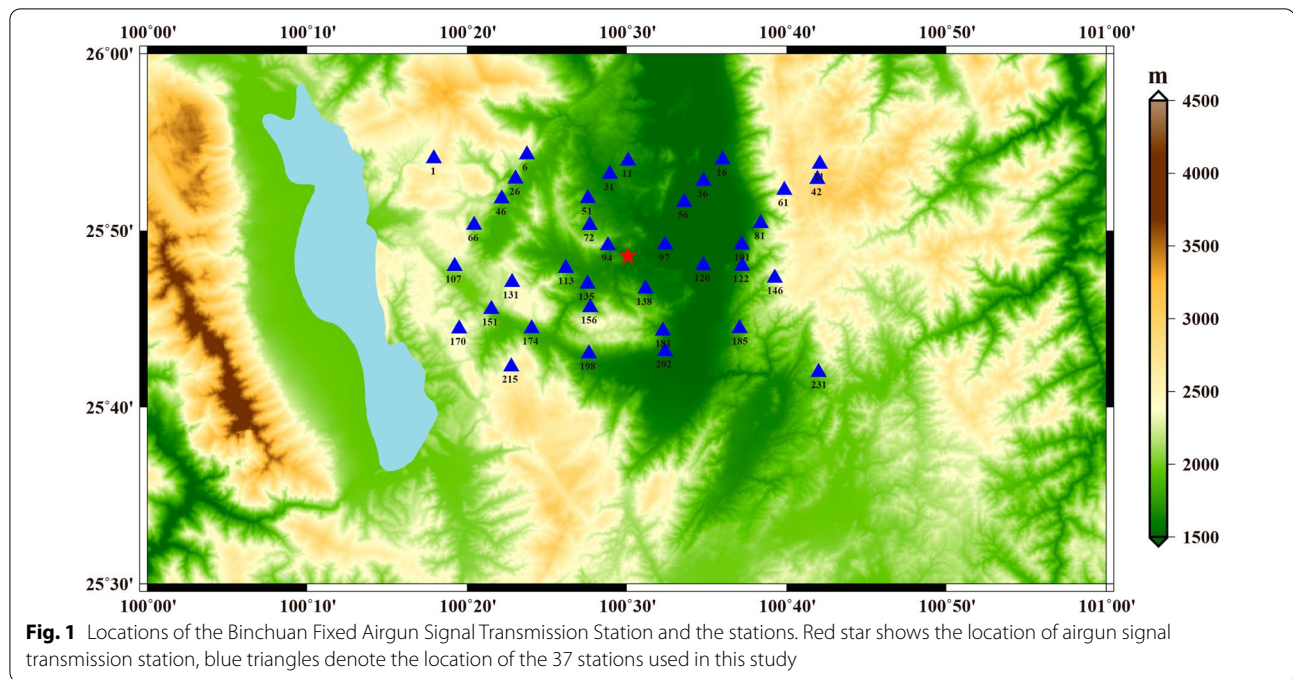 100°00' 100°10' 100°20' 100°30' 100°40' 100°50' 101°00'
26°00'
m
4500
4000
3500
3000
2500
2000
1500
1 6 11 16
26 31 36 42
46 51 56 61
66 72 81
94 97 101
107 113 120 122
131 135 138 146
151 156
170 174 181 185
198 202
215 231
25°50'
25°40'
25°30'
100°00' 100°10' 100°20' 100°30' 100°40' 100°50' 101°00'
Fig. 1 Locations of the Binchuan Fixed Airgun Signal Transmission Station and the stations. Red star shows the location of airgun signal
transmission station, blue triangles denote the location of the 37 stations used in this study